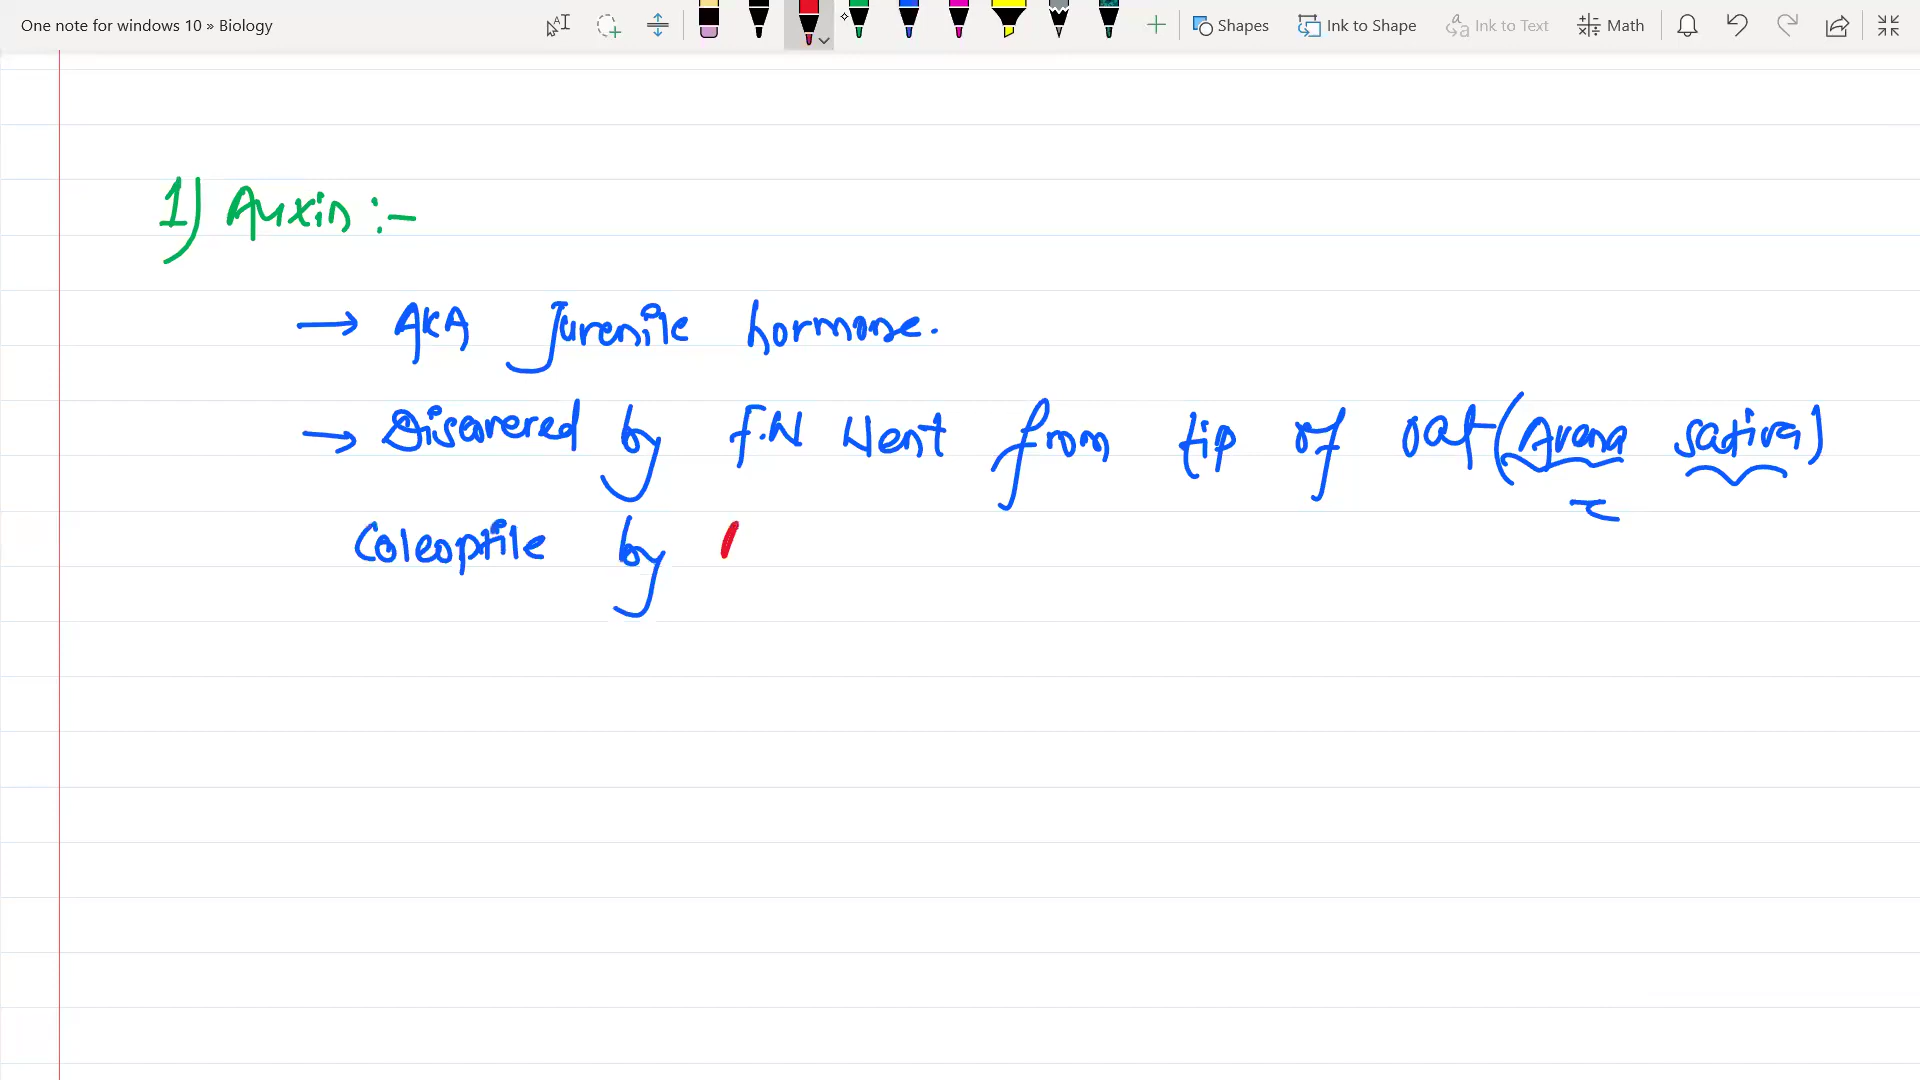 One note for windows 10 » Biology
Shapes Ink to Shape Ink to Text Math
1) Auxin :-
→ AKA Juvenile hormone.
→ Discovered by F.W Went from tip of oat (Avena sativa)
Coleoptile by